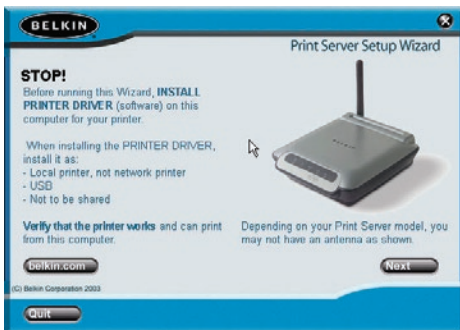 BELKIN
Print Server Setup Wizard
STOP!
Before running this Wizard, INSTALL
PRINTER DRIVER (software) on this
computer for your printer.
When installing the PRINTER DRIVER,
install it as:
- Local printer, not network printer
- USB
- Not to be shared
Verify that the printer works and can print
from this computer.
Depending on your Print Server model, you
may not have an antenna as shown.
belkin.com
Next
(C) Belkin Corporation 2003
Quit